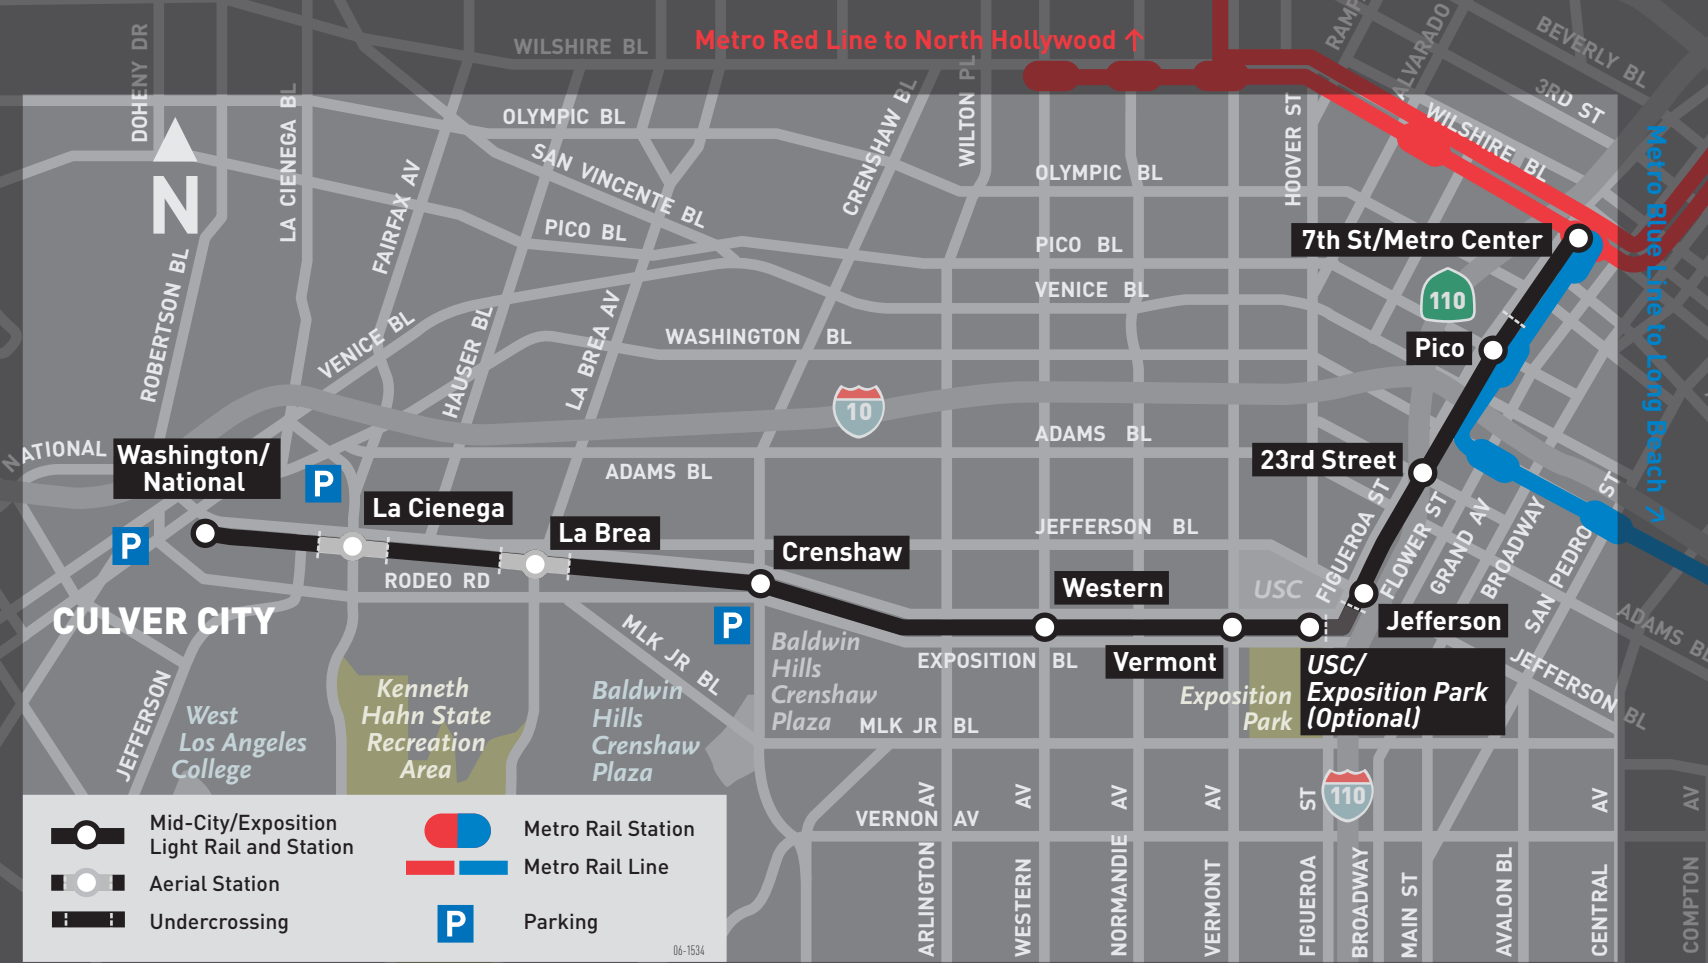 DOHENY DR
WILSHIRE BL
Metro Red Line to North Hollywood ↑
BEVERLY BL
3RD ST
ALVARADO
RAMP
WILSHIRE BL
LA CIENEGA BL
OLYMPIC BL
SAN VINCENTE BL
FAIRFAX AV
CRENSHAW BL
WILTON PL
HOOVER ST
OLYMPIC BL
N
PICO BL
PICO BL
7th St/Metro Center
Metro Blue Line to Long Beach
110
VENICE BL
ROBERTSON BL
VENICE BL
HAUSER BL
LA BREA AV
WASHINGTON BL
Pico
10
ADAMS BL
NATIONAL
Washington/
National
P
ADAMS BL
23rd Street
La Cienega
P
La Brea
JEFFERSON BL
FIGUEROA ST
FLOWER ST
GRAND AV
BROADWAY
SAN PEDRO ST
Crenshaw
RODEO RD
Western
USC
CULVER CITY
P
MLK JR BL
Jefferson
ADAMS BL
JEFFERSON BL
EXPOSITION BL
Vermont
USC/
Exposition Park
(Optional)
Exposition
Park
Baldwin
Hills
Crenshaw
Plaza
Baldwin
Hills
Crenshaw
Plaza
Kenneth
Hahn State
Recreation
Area
West
Los Angeles
College
JEFFERSON
MLK JR BL
VERNON AV
110
ARLINGTON AV
WESTERN AV
NORMANDIE AV
VERMONT AV
FIGUEROA ST
BROADWAY
MAIN ST
AVALON BL
CENTRAL AV
COMPTON AV
Mid-City/Exposition
Light Rail and Station
Aerial Station
Undercrossing
Metro Rail Station
Metro Rail Line
P
Parking
06-1534